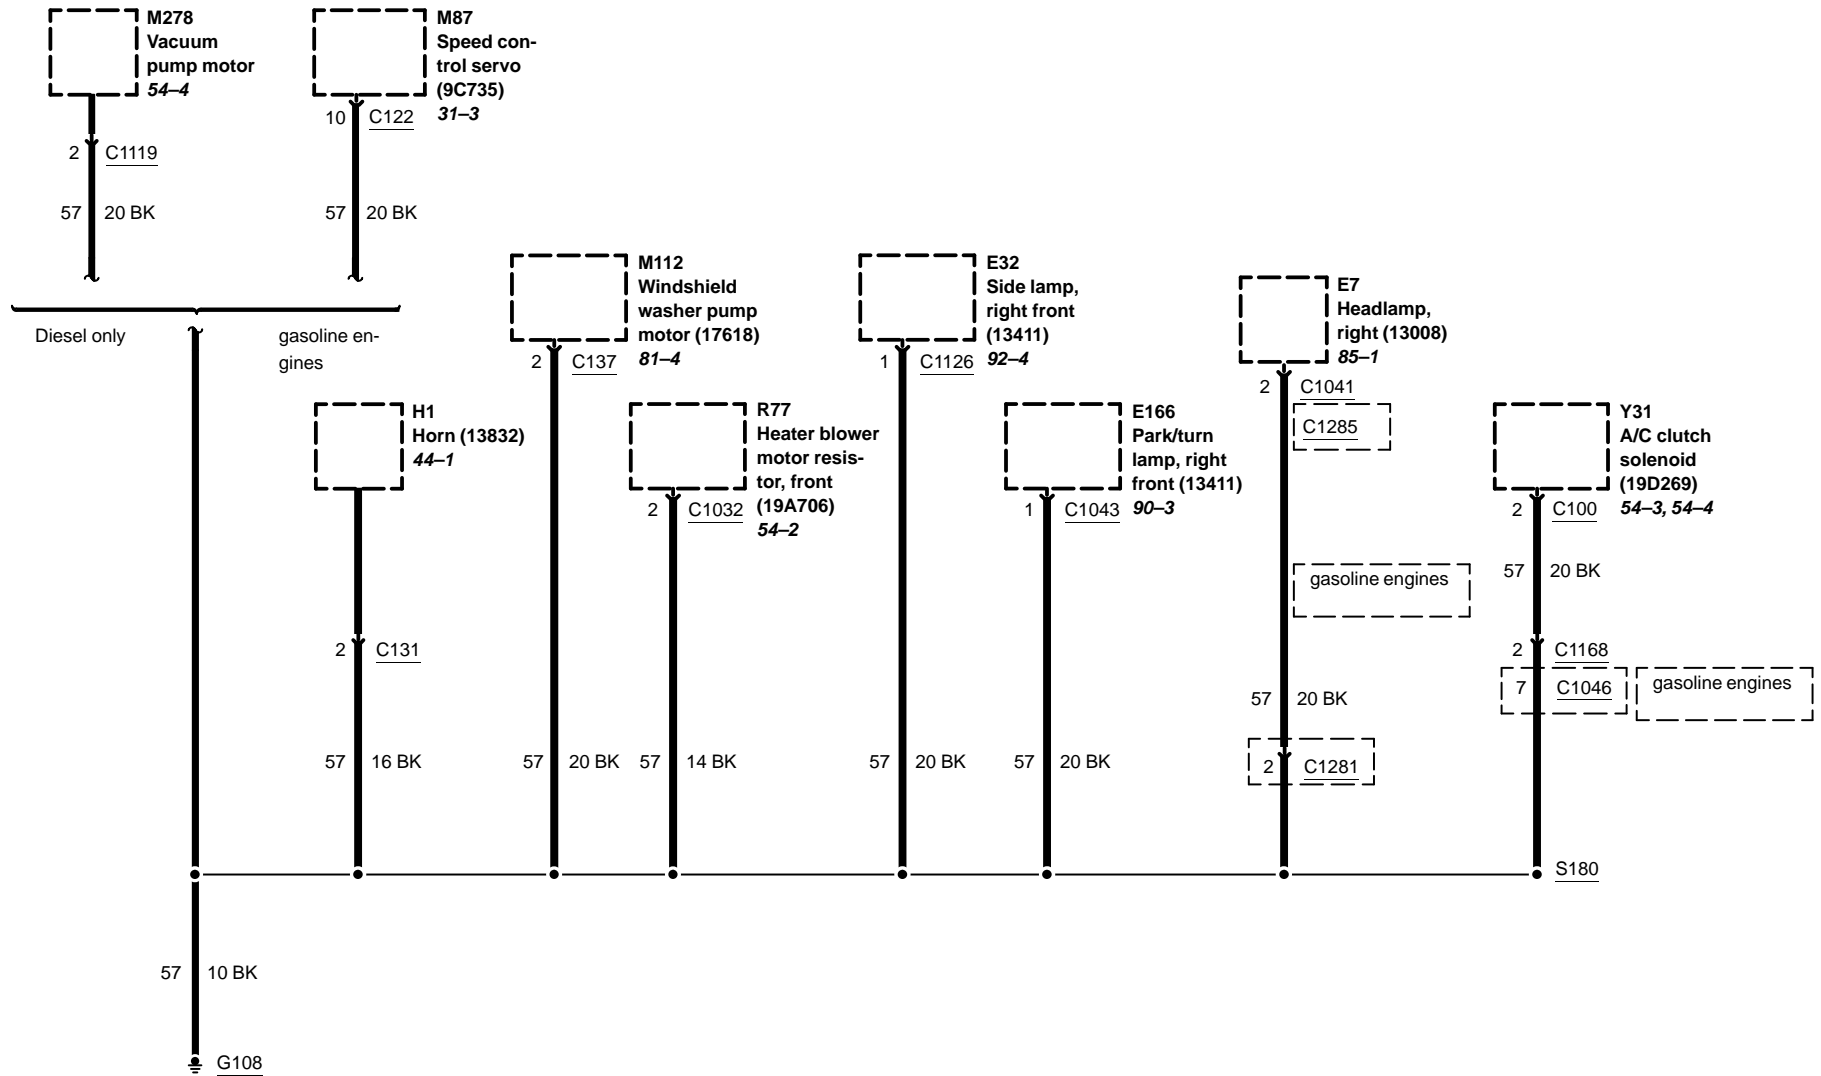 M278
Vacuum
pump motor
54–4
2 C1119
57 20 BK
M87
Speed con-
trol servo
(9C735)
31–3
10 C122
57 20 BK
Diesel only
gasoline en-
gines
H1
Horn (13832)
44–1
2 C131
57 16 BK
M112
Windshield
washer pump
motor (17618)
81–4
2 C137
57 20 BK
R77
Heater blower
motor resis-
tor, front
(19A706)
54–2
2 C1032
57 14 BK
E32
Side lamp,
right front
(13411)
92–4
1 C1126
57 20 BK
E166
Park/turn
lamp, right
front (13411)
90–3
1 C1043
57 20 BK
E7
Headlamp,
right (13008)
85–1
2 C1041
C1285
gasoline engines
57 20 BK
2 C1281
Y31
A/C clutch
solenoid
(19D269)
54–3, 54–4
2 C100
57 20 BK
2 C1168
7 C1046
gasoline engines
S180
57 10 BK
G108